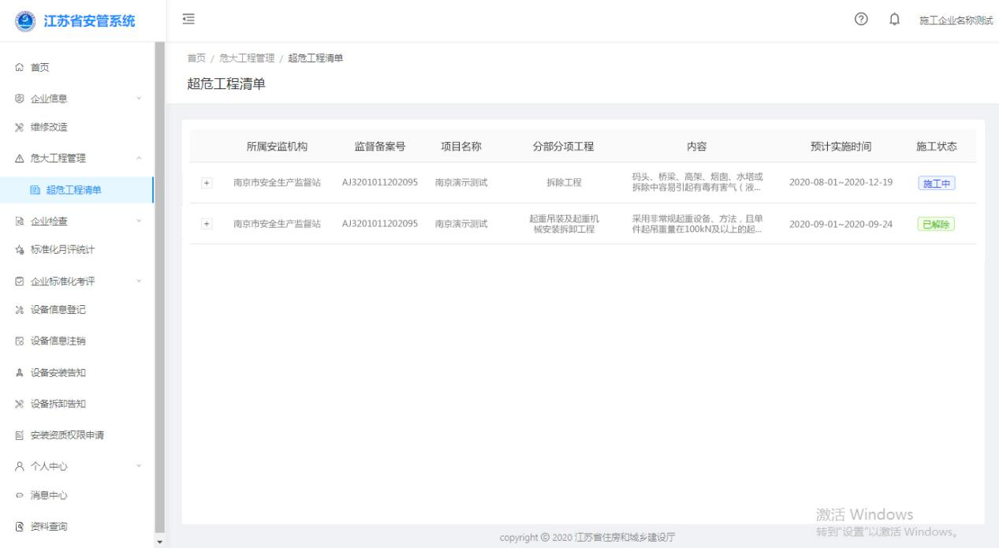 江苏省安管系统
施工企业名称测试
首页
企业信息
维修改造
危大工程管理
超危工程清单
企业检查
标准化月评统计
企业标准化考评
设备信息登记
设备信息注销
设备安装告知
设备拆卸告知
安装资质权限申请
个人中心
消息中心
资料查询
首页 / 危大工程管理 / 超危工程清单
超危工程清单
所属安监机构 监督备案号 项目名称 分部分项工程 内容 预计实施时间 施工状态
南京市安全生产监督站 AJ3201011202095 南京演示测试 拆除工程 码头、桥梁、高架、烟囱、水塔或
拆除中容易引起有毒有害气（液... 2020-08-01~2020-12-19 施工中
南京市安全生产监督站 AJ3201011202095 南京演示测试 起重吊装及起重机
械安装拆卸工程 采用非常规起重设备、方法，且单
件起吊重量在100kN及以上的起... 2020-09-01~2020-09-24 已解除
激活 Windows
转到"设置"以激活 Windows。
copyright © 2020 江苏省住房和城乡建设厅